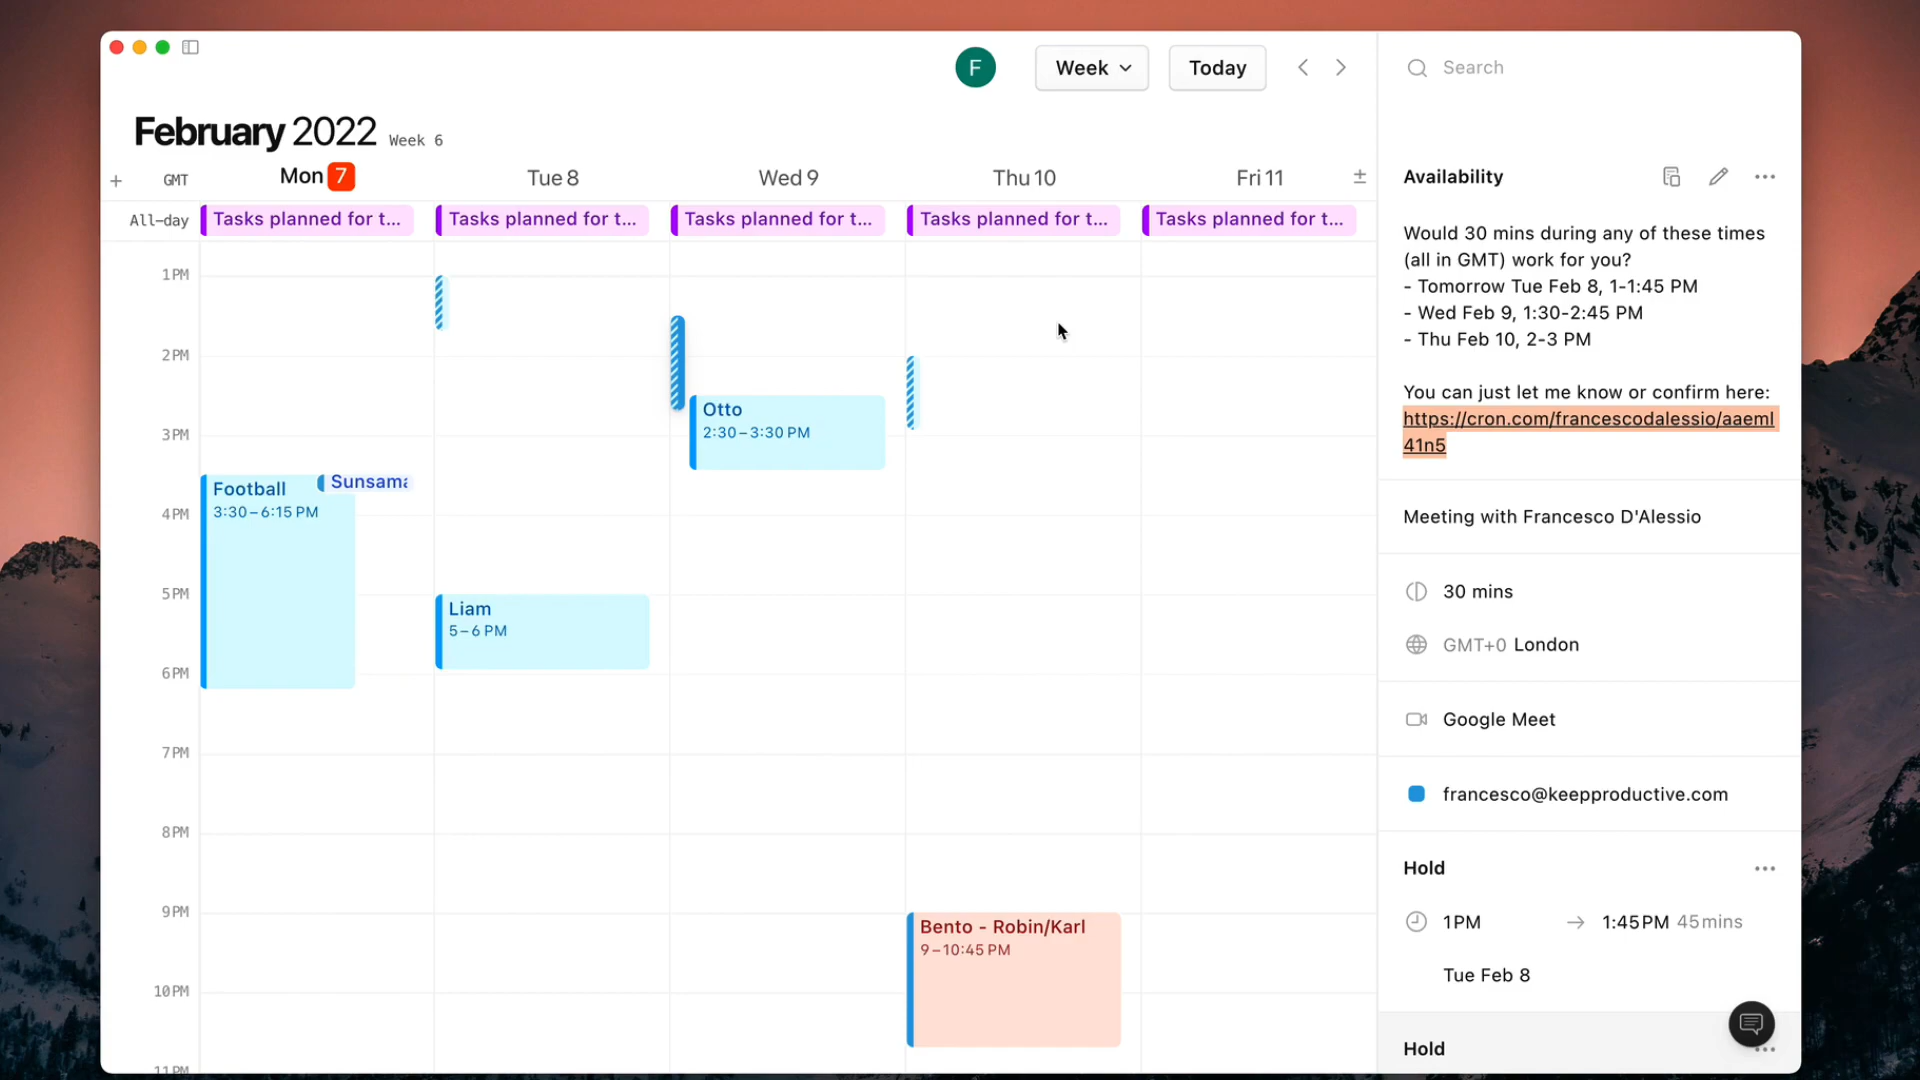 F
Week
Today
Search
February 2022 Week 6
+ GMT
Mon 7
Tue 8
Wed 9
Thu 10
Fri 11
All-day
Tasks planned for t...
Tasks planned for t...
Tasks planned for t...
Tasks planned for t...
Tasks planned for t...
1PM
2PM
3PM
4PM
5PM
6PM
7PM
8PM
9PM
10PM
11PM
Football
3:30–6:15 PM
Sunsama
Liam
5–6 PM
Otto
2:30–3:30 PM
Bento - Robin/Karl
9–10:45 PM
Availability
Would 30 mins during any of these times
(all in GMT) work for you?
- Tomorrow Tue Feb 8, 1-1:45 PM
- Wed Feb 9, 1:30-2:45 PM
- Thu Feb 10, 2-3 PM
You can just let me know or confirm here:
https://cron.com/francescodalessio/aaeml
41n5
Meeting with Francesco D'Alessio
30 mins
GMT+0 London
Google Meet
francesco@keepproductive.com
Hold
1PM → 1:45PM 45mins
Tue Feb 8
Hold